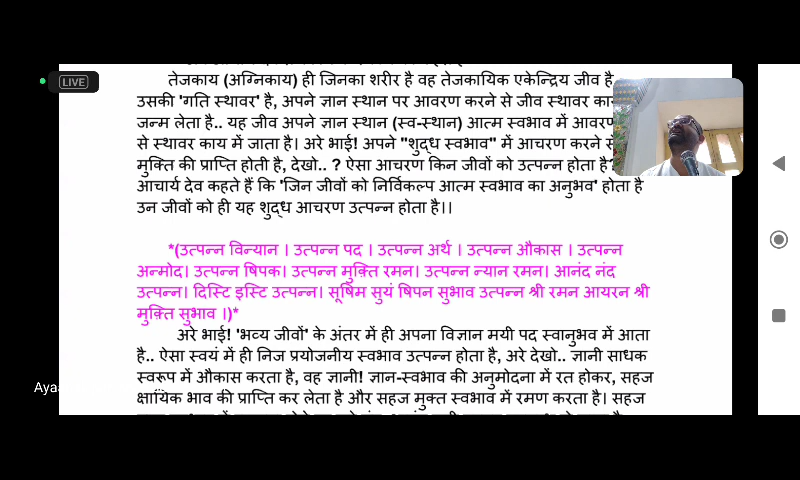 LIVE
तेजकाय (अग्निकाय) ही जिनका शरीर है वह तेजकायिक एकेन्द्रिय जीव है
उसकी 'गति स्थावर' है, अपने ज्ञान स्थान पर आवरण करने से जीव स्थावर
जन्म लेता है.. यह जीव अपने ज्ञान स्थान (स्व-स्थान) आत्म स्वभाव में
से स्थावर काय में जाता है। अरे भाई! अपने "शुद्ध स्वभाव" में आचरण करने
मुक्ति की प्राप्ति होती है, देखो.. ? ऐसा आचरण किन जीवों को उत्पन्न होता है?
आचार्य देव कहते हैं कि 'जिन जीवों को निर्विकल्प आत्म स्वभाव का अनुभव' होता है
उन जीवों को ही यह शुद्ध आचरण उत्पन्न होता है।।
*(उत्पन्न विन्यान । उत्पन्न पद । उत्पन्न अर्थ । उत्पन्न औकास । उत्पन्न
अन्मोद। उत्पन्न षिपक। उत्पन्न मुक्ति रमन। उत्पन्न न्यान रमन। आनंद नंद
उत्पन्न। दिस्टि इस्टि उत्पन्न। सूषिम सुयं षिपन सुभाव उत्पन्न श्री रमन आयरन श्री
मुक्ति सुभाव ।)*
अरे भाई! 'भव्य जीवों' के अंतर में ही अपना विज्ञान मयी पद स्वानुभव में आता
है.. ऐसा स्वयं में ही निज प्रयोजनीय स्वभाव उत्पन्न होता है, अरे देखो.. ज्ञानी साधक
स्वरूप में औकास करता है, वह ज्ञानी! ज्ञान-स्वभाव की अनुमोदना में रत होकर, सहज
क्षायिक भाव की प्राप्ति कर लेता है और सहज मुक्त स्वभाव में रमण करता है। सहज